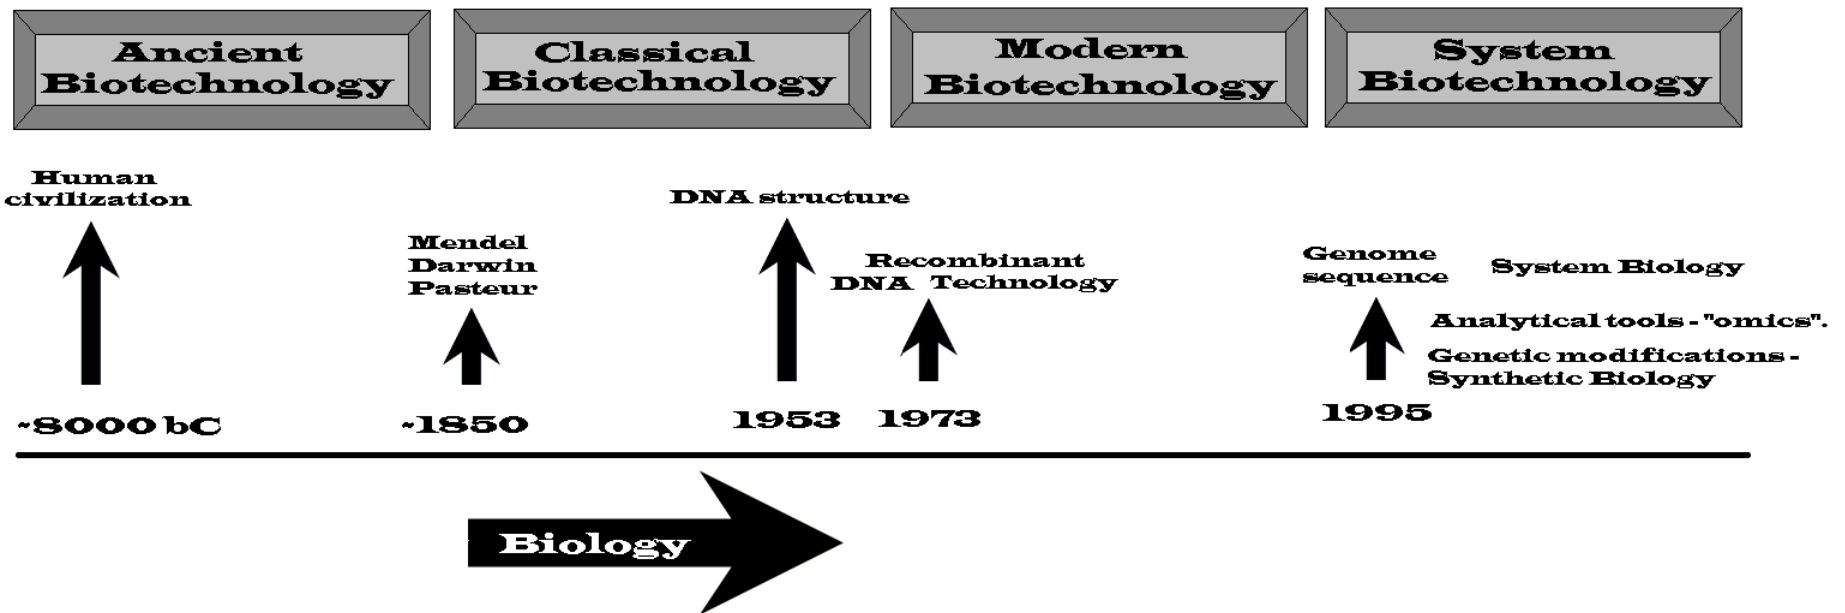 Ancient
Biotechnology
Classical
Biotechnology
Modern
Biotechnology
System
Biotechnology
Human
civilization
Mendel
Darwin
Pasteur
DNA structure
Recombinant
DNA Technology
Genome
sequence
System Biology
Analytical tools - "omics".
Genetic modifications -
Synthetic Biology
~8000 bC
~1850
1953
1973
1995
Biology